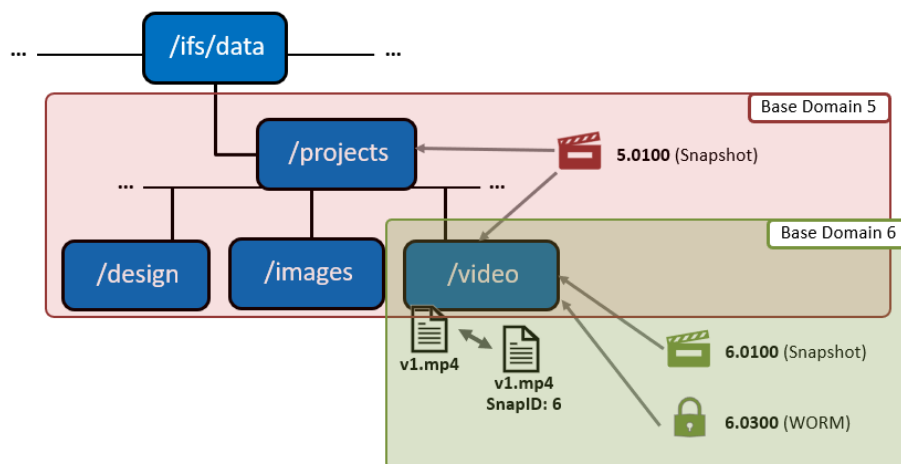 ... /ifs/data ...
Base Domain 5
/projects
5.0100 (Snapshot)
... ...
Base Domain 6
/design /images /video
v1.mp4
v1.mp4
SnapID: 6
6.0100 (Snapshot)
6.0300 (WORM)